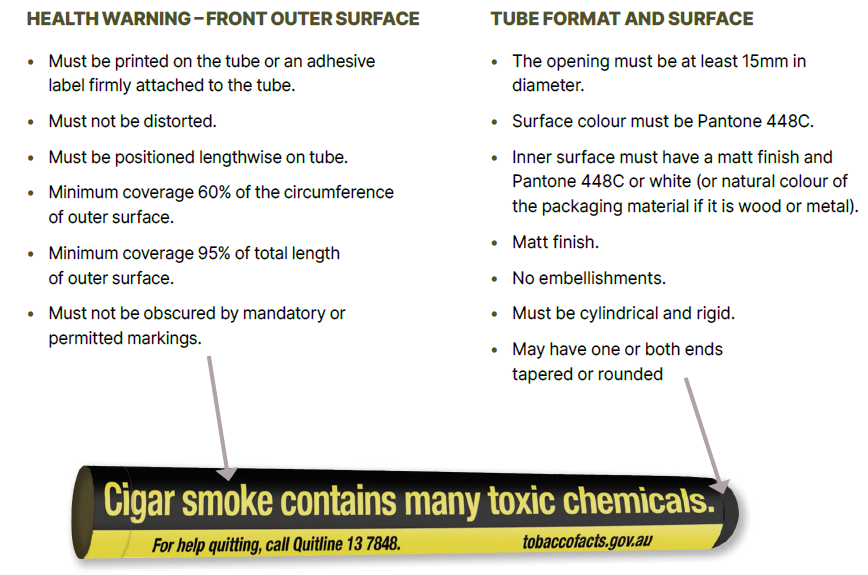 HEALTH WARNING – FRONT OUTER SURFACE
• Must be printed on the tube or an adhesive
label firmly attached to the tube.
• Must not be distorted.
• Must be positioned lengthwise on tube.
• Minimum coverage 60% of the circumference
of outer surface.
• Minimum coverage 95% of total length
of outer surface.
• Must not be obscured by mandatory or
permitted markings.
TUBE FORMAT AND SURFACE
• The opening must be at least 15mm in
diameter.
• Surface colour must be Pantone 448C.
• Inner surface must have a matt finish and
Pantone 448C or white (or natural colour of
the packaging material if it is wood or metal).
• Matt finish.
• No embellishments.
• Must be cylindrical and rigid.
• May have one or both ends
tapered or rounded
Cigar smoke contains many toxic chemicals.
For help quitting, call Quitline 13 7848.
tobaccofacts.gov.au